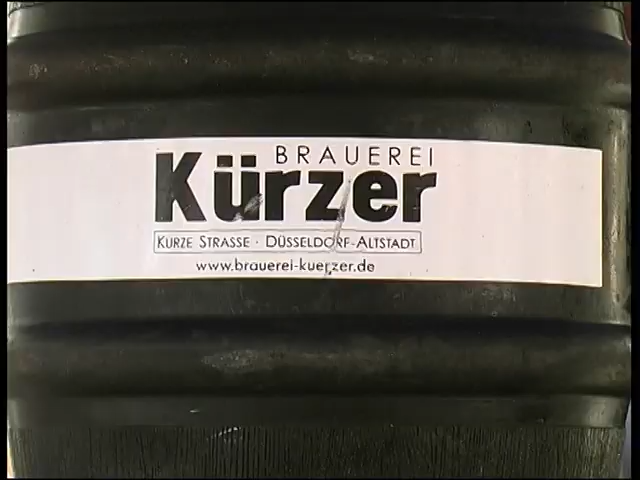 BRAUEREI
Kürzer
KURZE STRASSE · DÜSSELDORF-ALTSTADT
www.brauerei-kuerzer.de